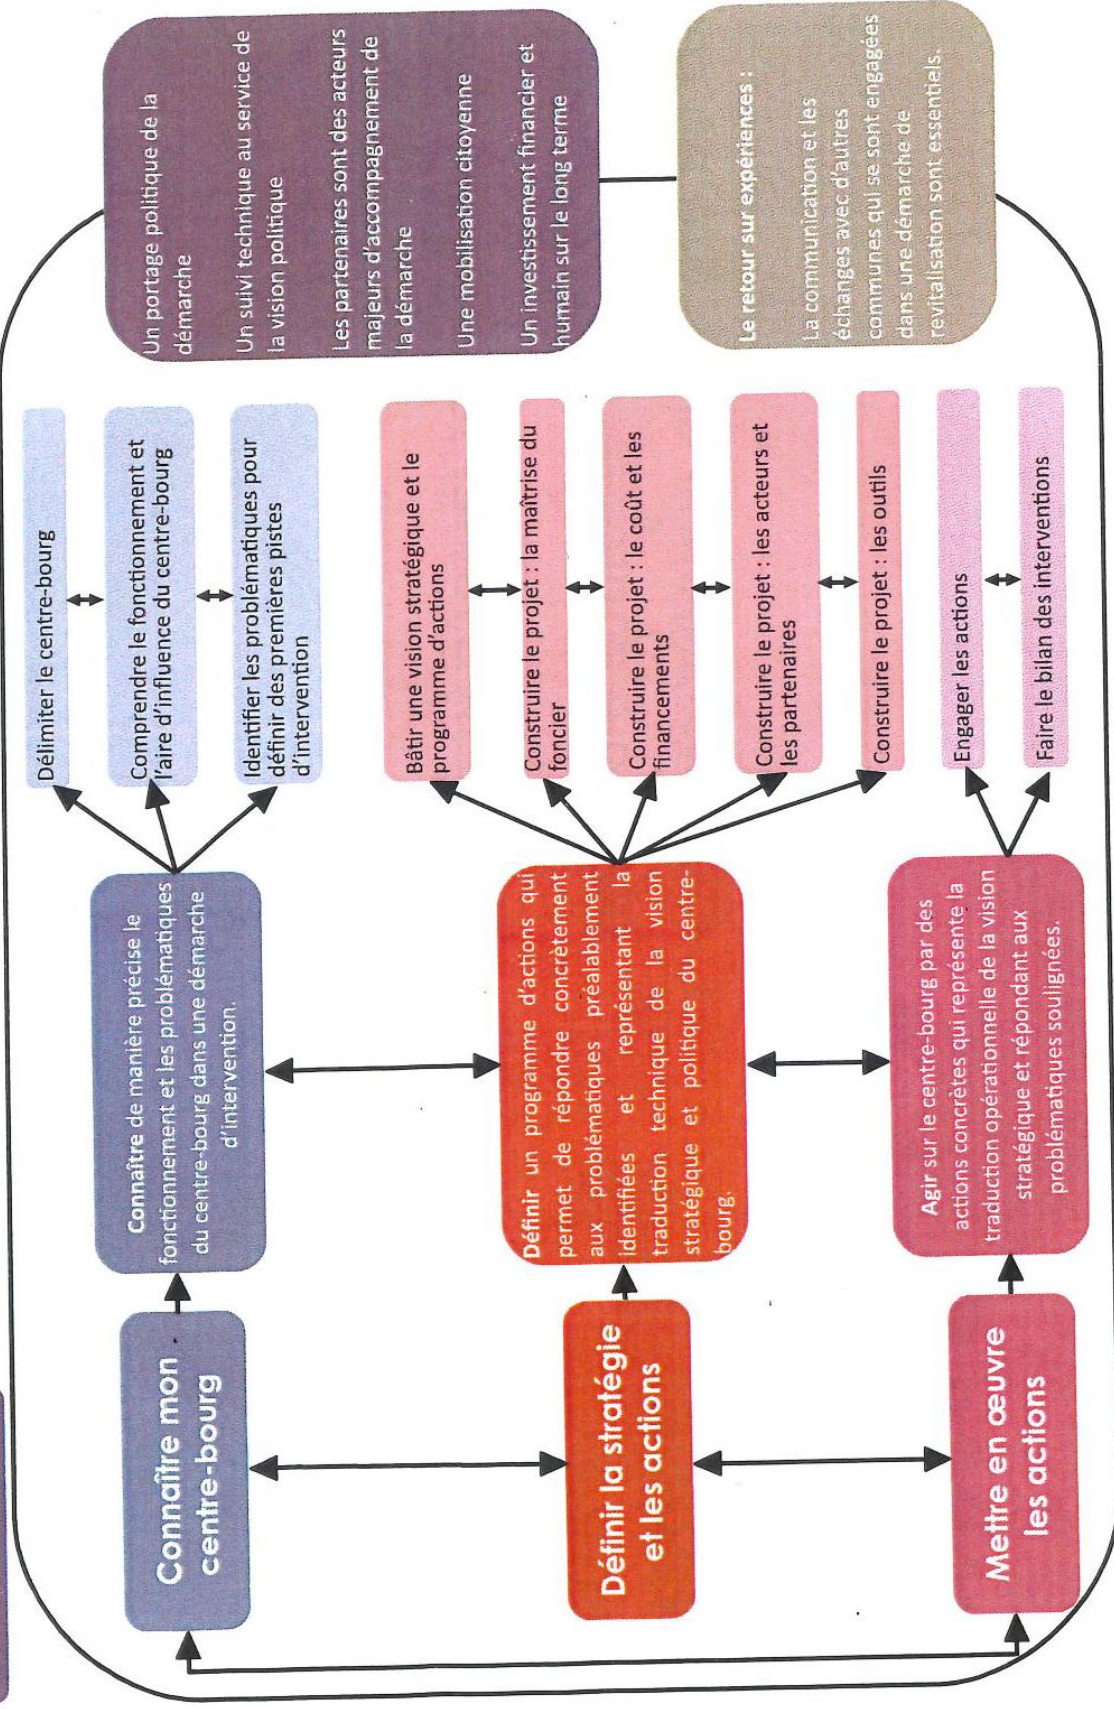 Connaître mon
centre-bourg
Connaître de manière précise le
fonctionnement et les problématiques
du centre-bourg dans une démarche
d'intervention.
Délimiter le centre-bourg
Comprendre le fonctionnement et
l'aire d'influence du centre-bourg
Identifier les problématiques pour
définir des premières pistes
d'intervention
Définir la stratégie
et les actions
Définir un programme d'actions qui
permet de répondre concrètement
aux problématiques préalablement
identifiées et représentant la
traduction technique de la vision
stratégique et politique du centre-
bourg.
Bâtir une vision stratégique et le
programme d'actions
Construire le projet : la maîtrise du
foncier
Construire le projet : le coût et les
financements
Construire le projet : les acteurs et
les partenaires
Construire le projet : les outils
Mettre en œuvre
les actions
Agir sur le centre-bourg par des
actions concrètes qui représente la
traduction opérationnelle de la vision
stratégique et répondant aux
problématiques soulignées.
Engager les actions
Faire le bilan des interventions
Un portage politique de la
démarche
Un suivi technique au service de
la vision politique
Les partenaires sont des acteurs
majeurs d'accompagnement de
la démarche
Une mobilisation citoyenne
Un investissement financier et
humain sur le long terme
Le retour sur expériences :
La communication et les
échanges avec d'autres
communes qui se sont engagées
dans une démarche de
revitalisation sont essentiels.